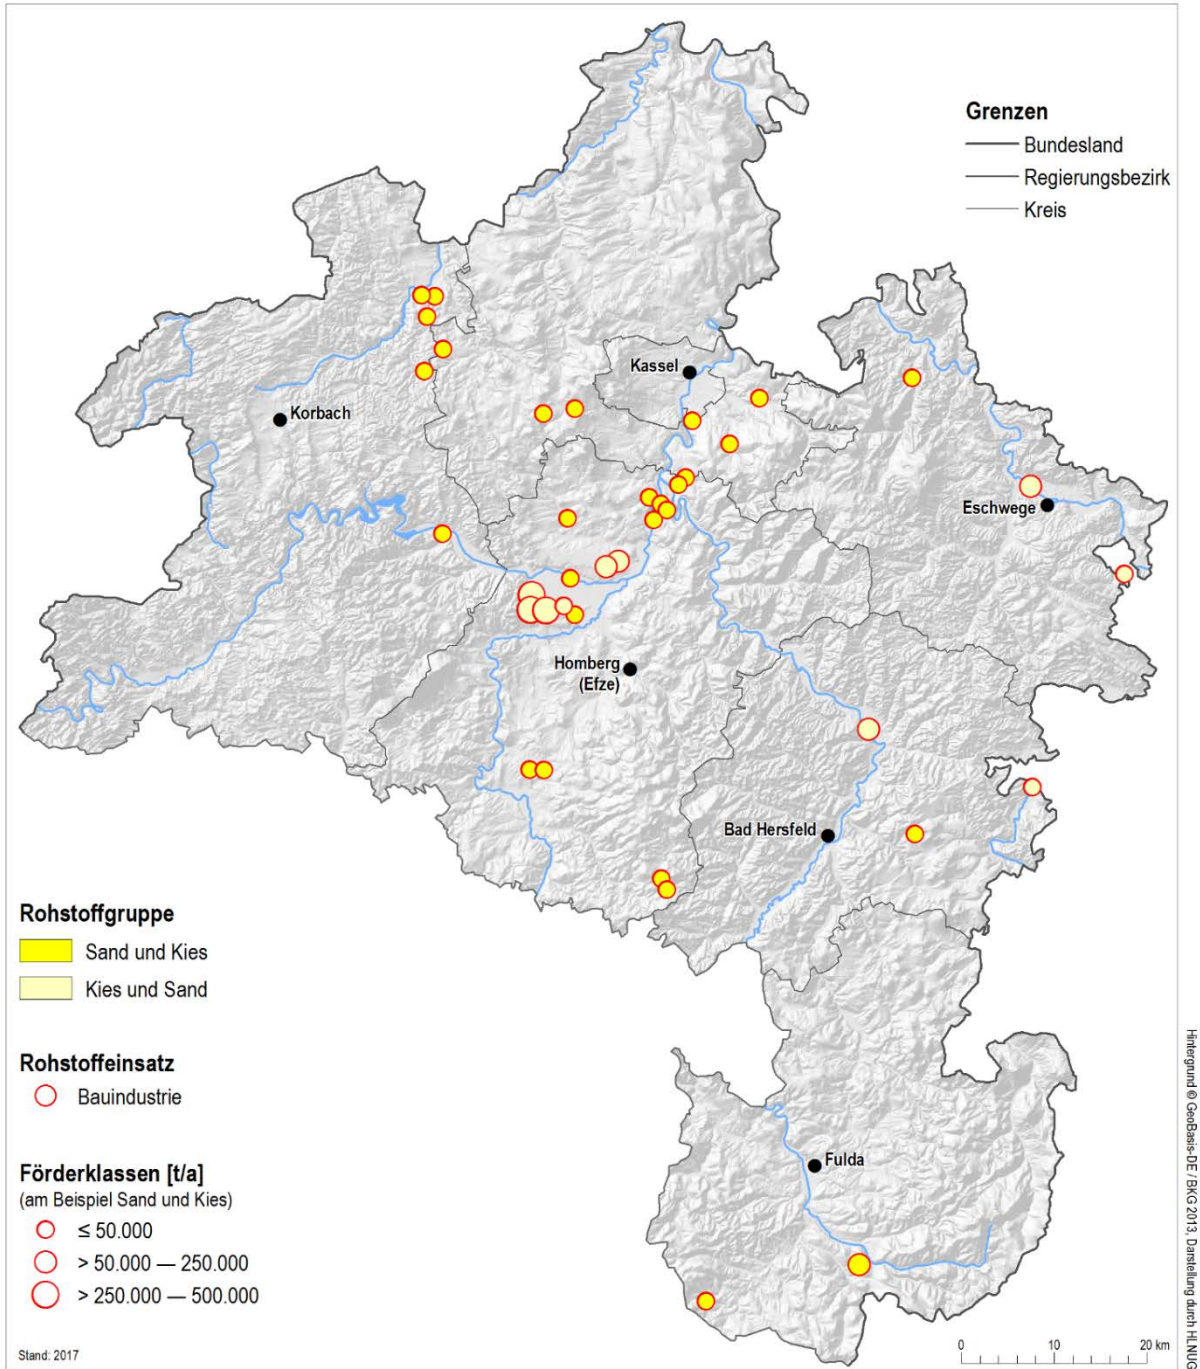 Grenzen
Bundesland
Regierungsbezirk
Kreis
Kassel
Korbach
Eschwege
Homberg
(Efze)
Bad Hersfeld
Fulda
Rohstoffgruppe
Sand und Kies
Kies und Sand
Rohstoffeinsatz
Bauindustrie
Förderklassen [t/a]
(am Beispiel Sand und Kies)
≤ 50.000
> 50.000 — 250.000
> 250.000 — 500.000
Stand: 2017
0 10 20 km
Hintergrund © GeoBasis-DE / BKG 2013, Darstellung durch HLNUG